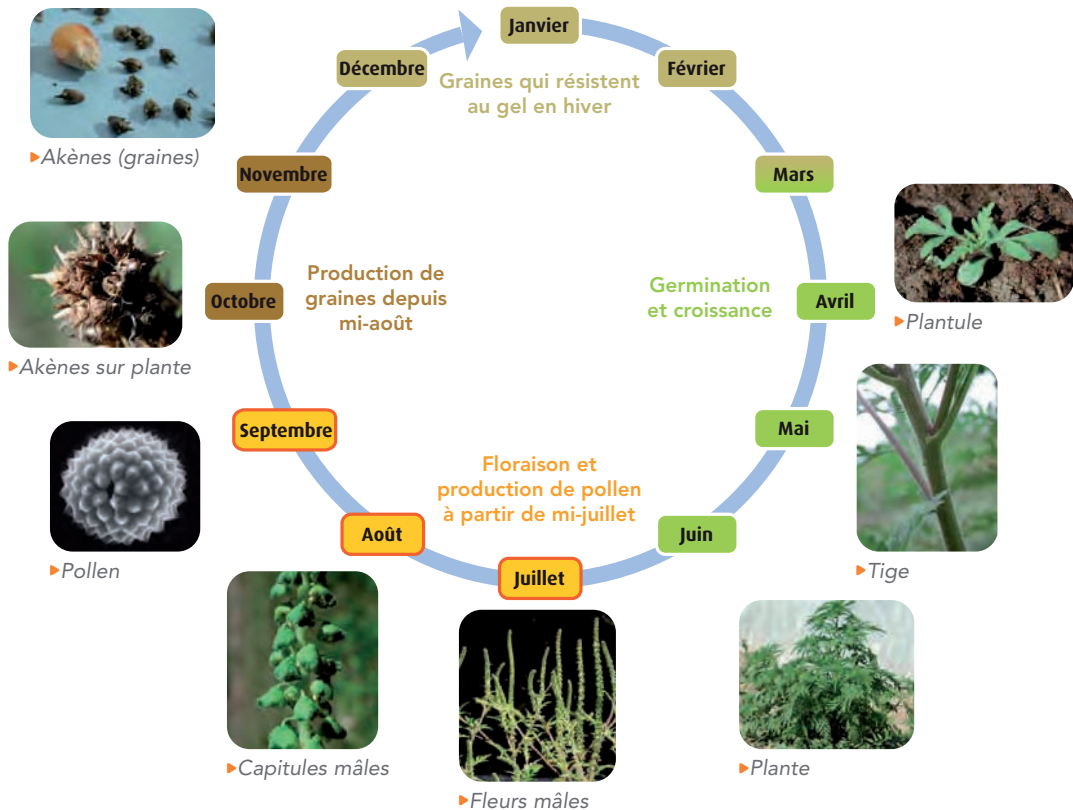 Janvier
Février
Mars
Avril
Mai
Juin
Juillet
Août
Septembre
Octobre
Novembre
Décembre
Graines qui résistent
au gel en hiver
Germination
et croissance
Floraison et
production de pollen
à partir de mi-juillet
Production de
graines depuis
mi-août
Plantule
Tige
Plante
Fleurs mâles
Capitules mâles
Pollen
Akènes sur plante
Akènes (graines)